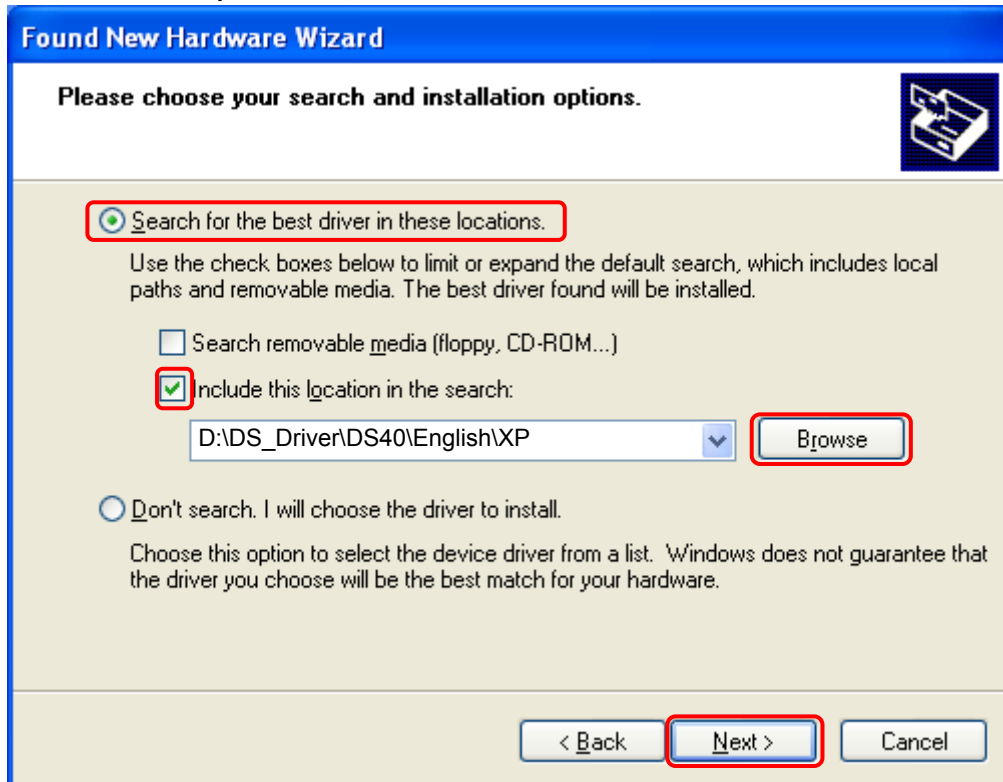 Found New Hardware Wizard
Please choose your search and installation options.
Search for the best driver in these locations.
Use the check boxes below to limit or expand the default search, which includes local
paths and removable media. The best driver found will be installed.
Search removable media (floppy, CD-ROM...)
Include this location in the search:
D:\DS_Driver\DS40\English\XP
Browse
Don't search. I will choose the driver to install.
Choose this option to select the device driver from a list. Windows does not guarantee that
the driver you choose will be the best match for your hardware.
< Back
Next >
Cancel